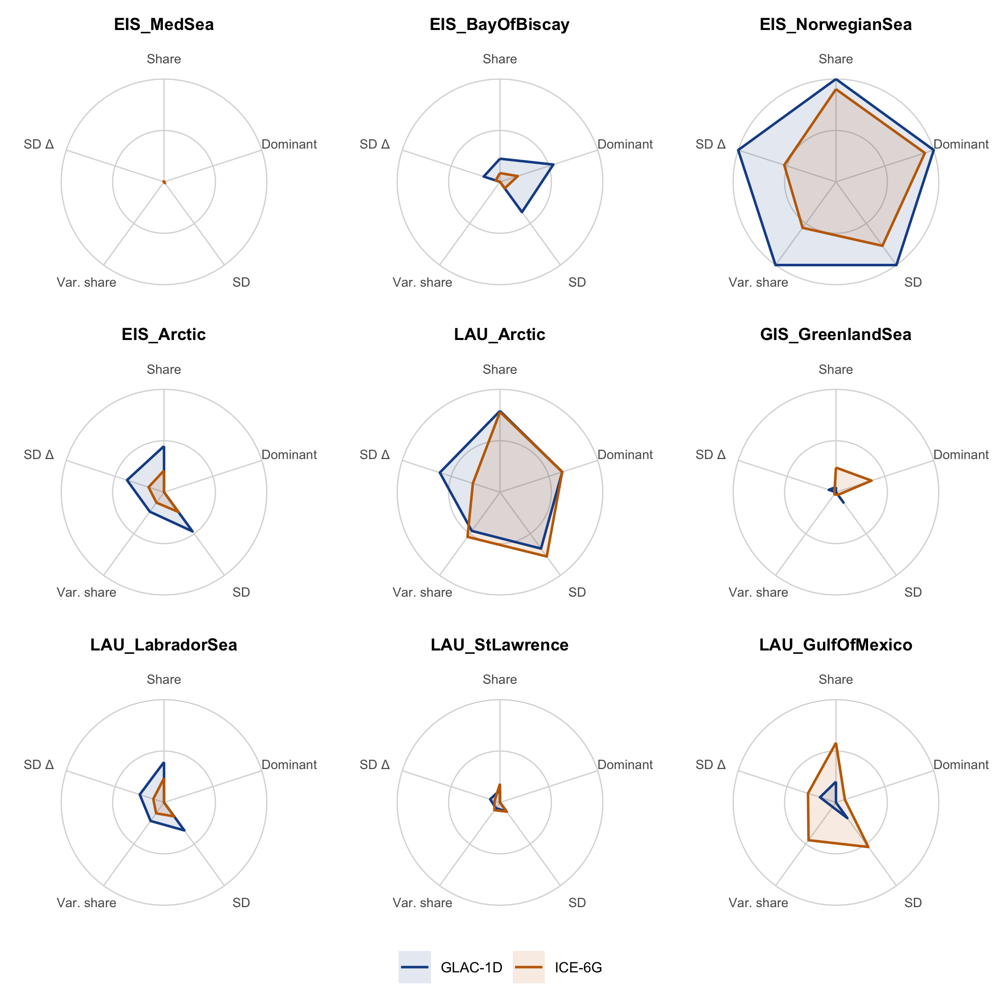 EIS_MedSea
EIS_BayOfBiscay
EIS_NorwegianSea
Share
Share
Share
SD Δ
Dominant
SD Δ
Dominant
SD Δ
Dominant
Var. share
SD
Var. share
SD
Var. share
SD
EIS_Arctic
LAU_Arctic
GIS_GreenlandSea
Share
Share
Share
SD Δ
Dominant
SD Δ
Dominant
SD Δ
Dominant
Var. share
SD
Var. share
SD
Var. share
SD
LAU_LabradorSea
LAU_StLawrence
LAU_GulfOfMexico
Share
Share
Share
SD Δ
Dominant
SD Δ
Dominant
SD Δ
Dominant
Var. share
SD
Var. share
SD
Var. share
SD
GLAC-1D
ICE-6G